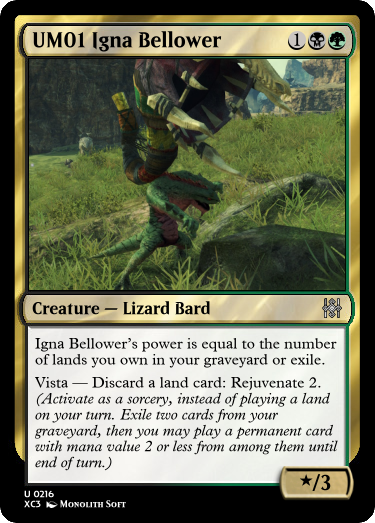 UM01 Igna Bellower 1
Creature — Lizard Bard
Igna Bellower's power is equal to the number
of lands you own in your graveyard or exile.
Vista — Discard a land card: Rejuvenate 2.
(Activate as a sorcery, instead of playing a land
on your turn. Exile two cards from your
graveyard, then you may play a permanent card
with mana value 2 or less from among them until
end of turn.)
★/3
U 0216
XC3 Monolith Soft